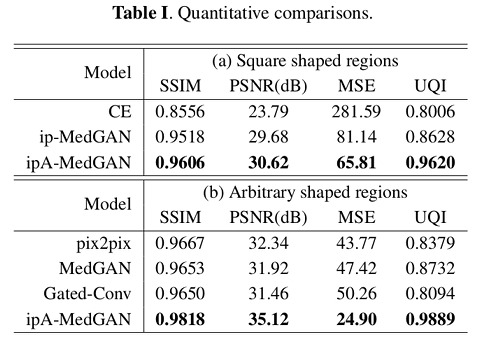 Table I. Quantitative comparisons.
Model (a) Square shaped regions
SSIM PSNR(dB) MSE UQI
CE 0.8556 23.79 281.59 0.8006
ip-MedGAN 0.9518 29.68 81.14 0.8628
ipA-MedGAN 0.9606 30.62 65.81 0.9620
Model (b) Arbitrary shaped regions
SSIM PSNR(dB) MSE UQI
pix2pix 0.9667 32.34 43.77 0.8379
MedGAN 0.9653 31.92 47.42 0.8732
Gated-Conv 0.9650 31.46 50.26 0.8094
ipA-MedGAN 0.9818 35.12 24.90 0.9889